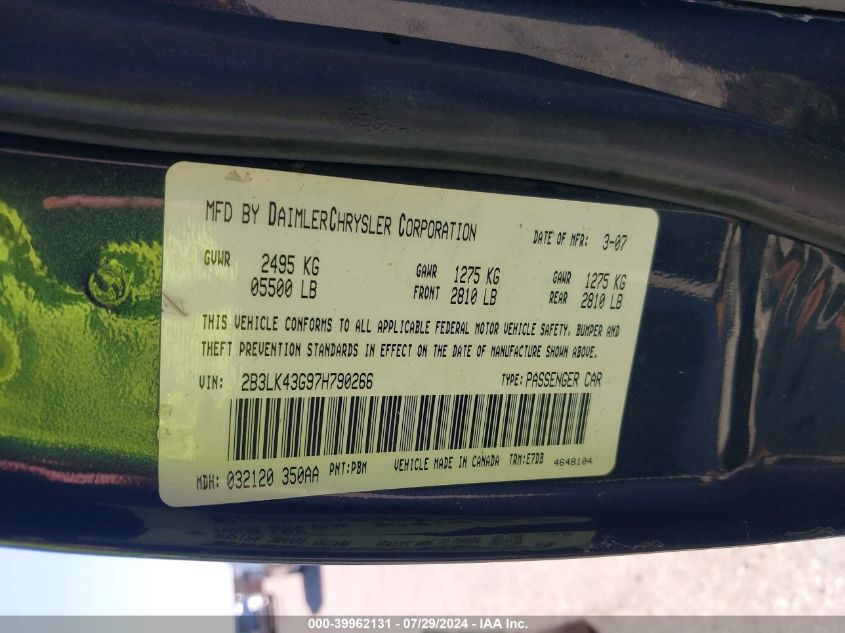 MFD BY DAIMLERCHRYSLER CORPORATION DATE OF MFR: 3-07
GVWR 2495 KG GAWR 1275 KG GAWR 1275 KG
05500 LB FRONT 2810 LB REAR 2810 LB
THIS VEHICLE CONFORMS TO ALL APPLICABLE FEDERAL MOTOR VEHICLE SAFETY, BUMPER AND
THEFT PREVENTION STANDARDS IN EFFECT ON THE DATE OF MANUFACTURE SHOWN ABOVE.
VIN: 2B3LK43G97H790266 TYPE: PASSENGER CAR
MDH: 032120 350AA PNT:PBM VEHICLE MADE IN CANADA TRM:E7DB 4648104
000-39962131 - 07/29/2024 - IAA Inc.